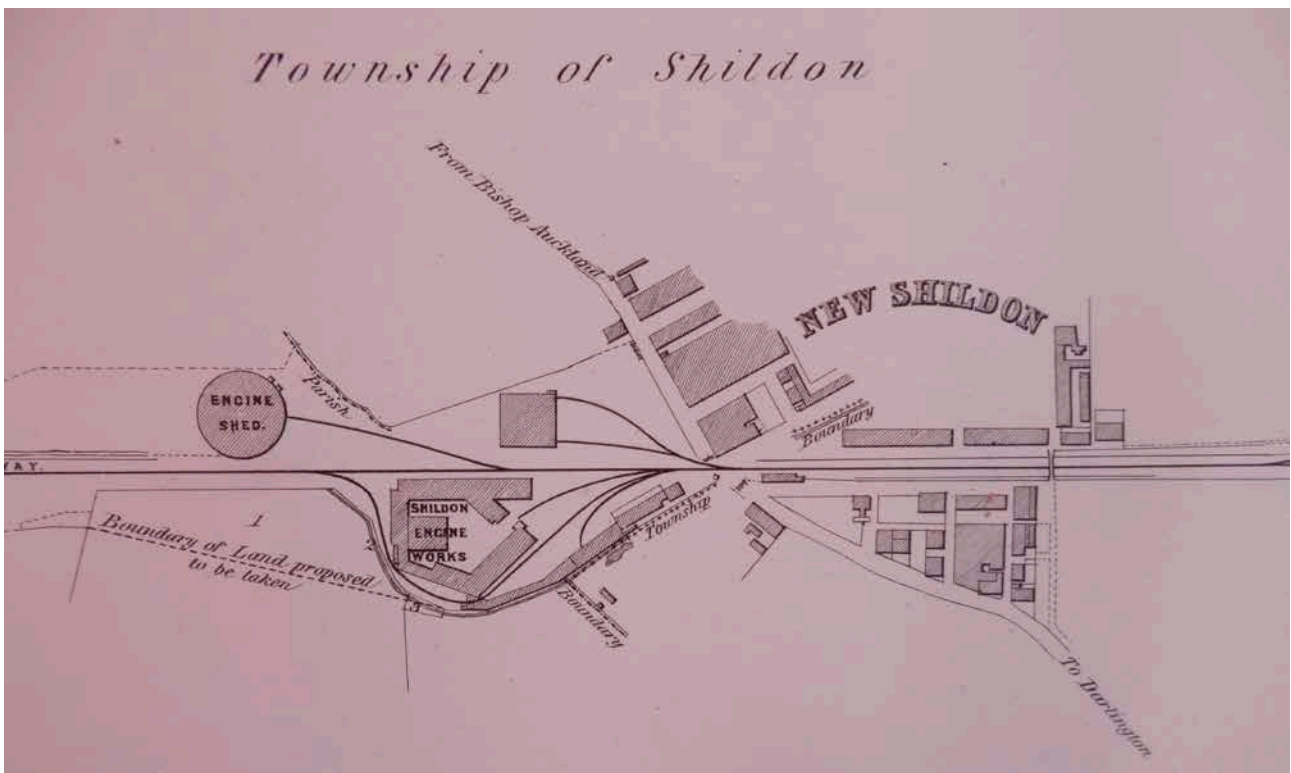 Township of Shildon
From Bishop Auckland
NEW SHILDON
ENGINE
SHED.
Parish
Boundary
WAY.
SHILDON
ENGINE
WORKS
1
Boundary of Land proposed
to be taken
Township
Boundary
To Darlington